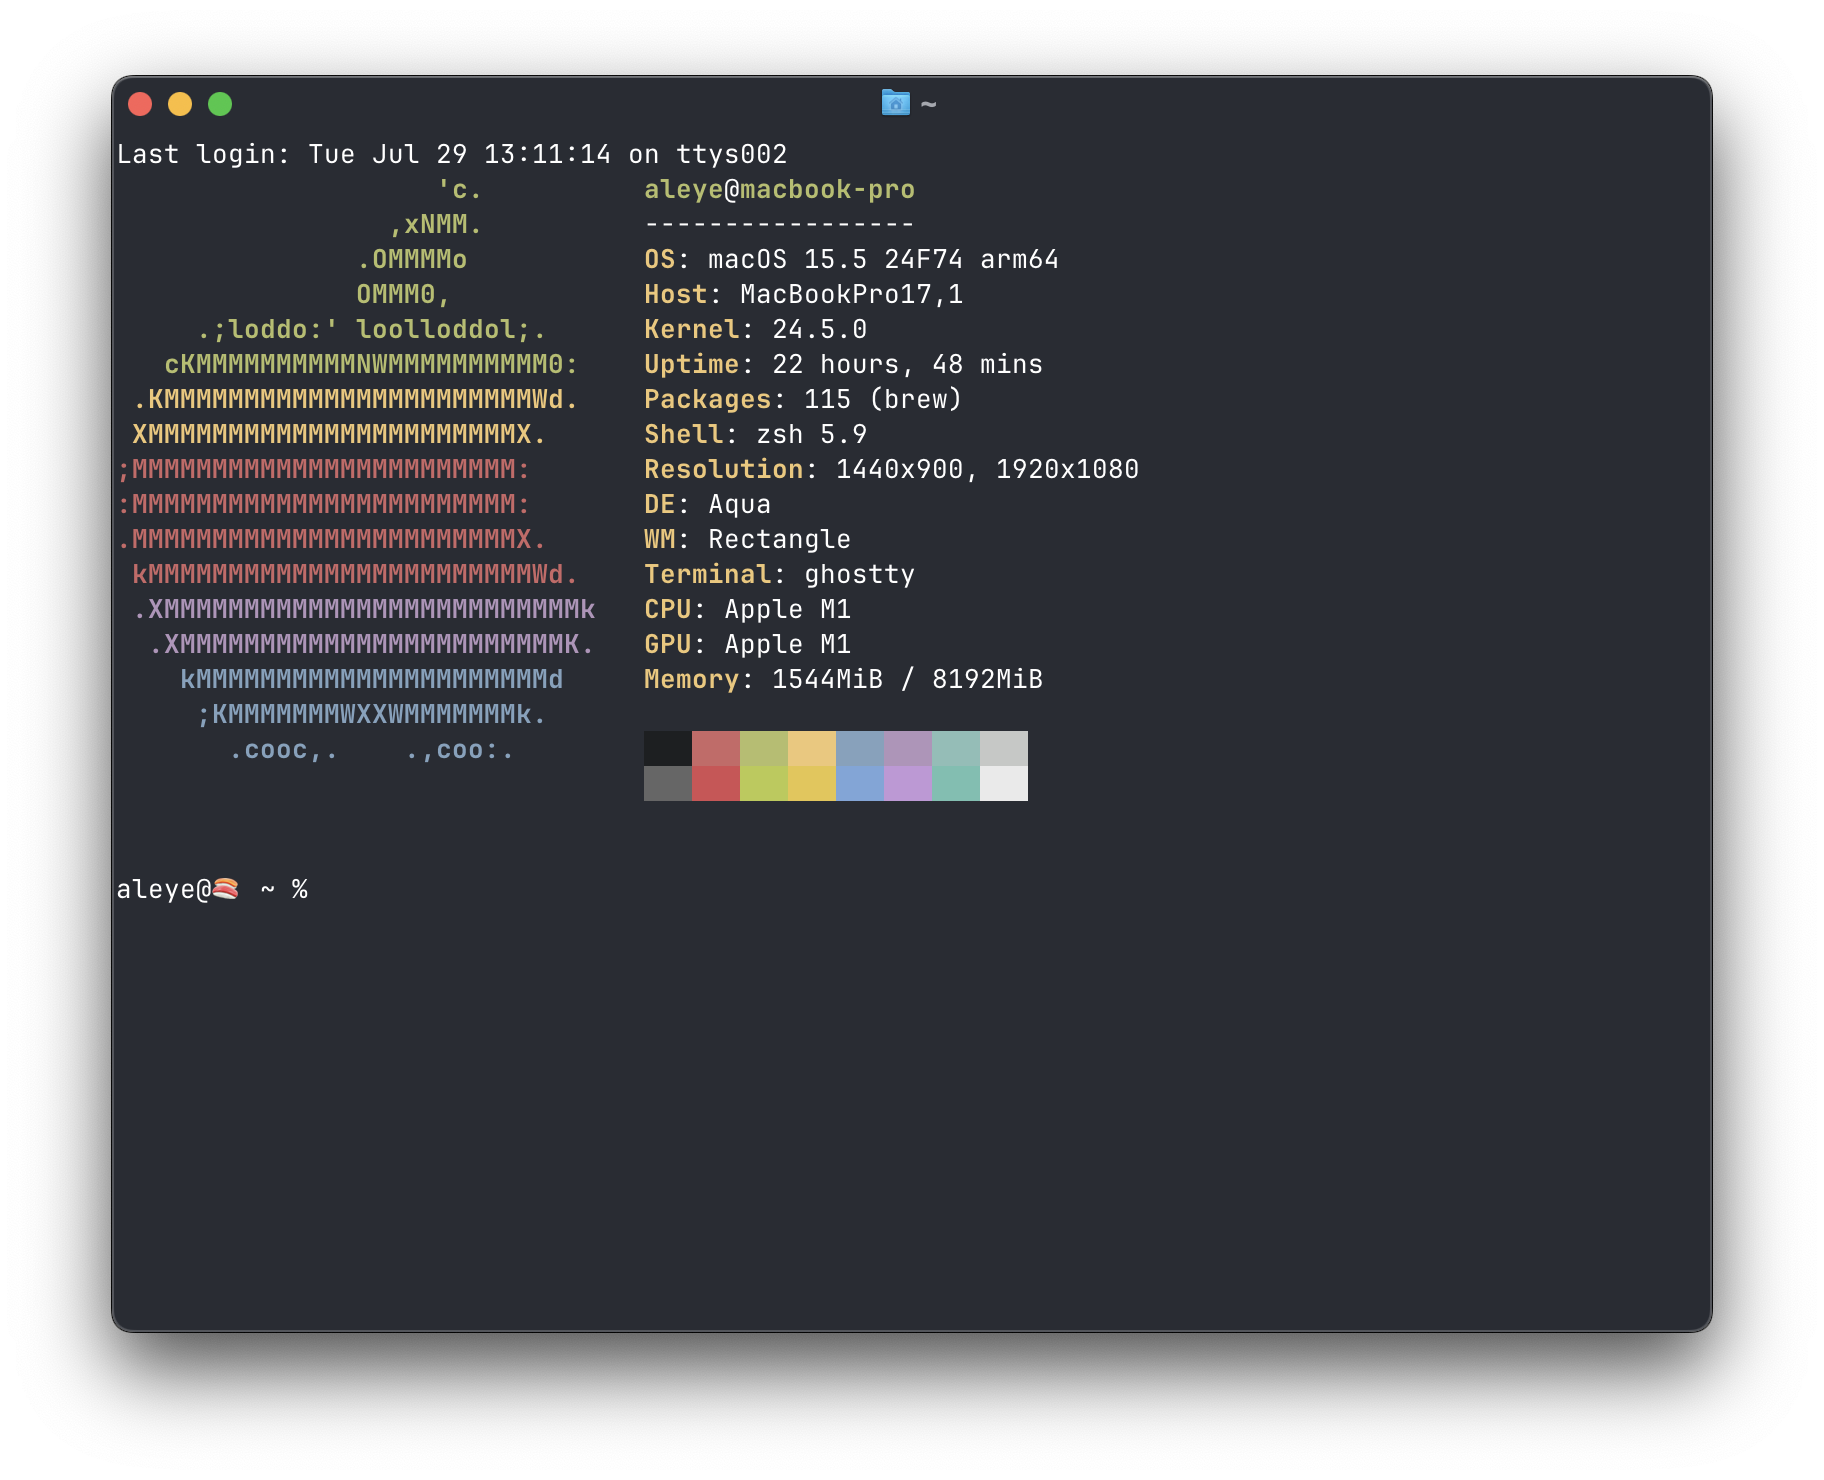 ~
Last login: Tue Jul 29 13:11:14 on ttys002
                    'c.          aleye@macbook-pro
                 ,xNMM.          -----------------
               .OMMMMo           OS: macOS 15.5 24F74 arm64
               OMMM0,            Host: MacBookPro17,1
     .;loddo:' loolloddol;.      Kernel: 24.5.0
   cKMMMMMMMMMMNWMMMMMMMMMM0:    Uptime: 22 hours, 48 mins
 .KMMMMMMMMMMMMMMMMMMMMMMMWd.    Packages: 115 (brew)
 XMMMMMMMMMMMMMMMMMMMMMMMX.      Shell: zsh 5.9
;MMMMMMMMMMMMMMMMMMMMMMMM:       Resolution: 1440x900, 1920x1080
:MMMMMMMMMMMMMMMMMMMMMMMM:       DE: Aqua
.MMMMMMMMMMMMMMMMMMMMMMMMX.      WM: Rectangle
 kMMMMMMMMMMMMMMMMMMMMMMMMWd.    Terminal: ghostty
 .XMMMMMMMMMMMMMMMMMMMMMMMMMMk   CPU: Apple M1
  .XMMMMMMMMMMMMMMMMMMMMMMMMK.   GPU: Apple M1
    kMMMMMMMMMMMMMMMMMMMMMMd     Memory: 1544MiB / 8192MiB
     ;KMMMMMMMWXXWMMMMMMMk.
       .cooc,.    .,coo:.
aleye@🍣 ~ %